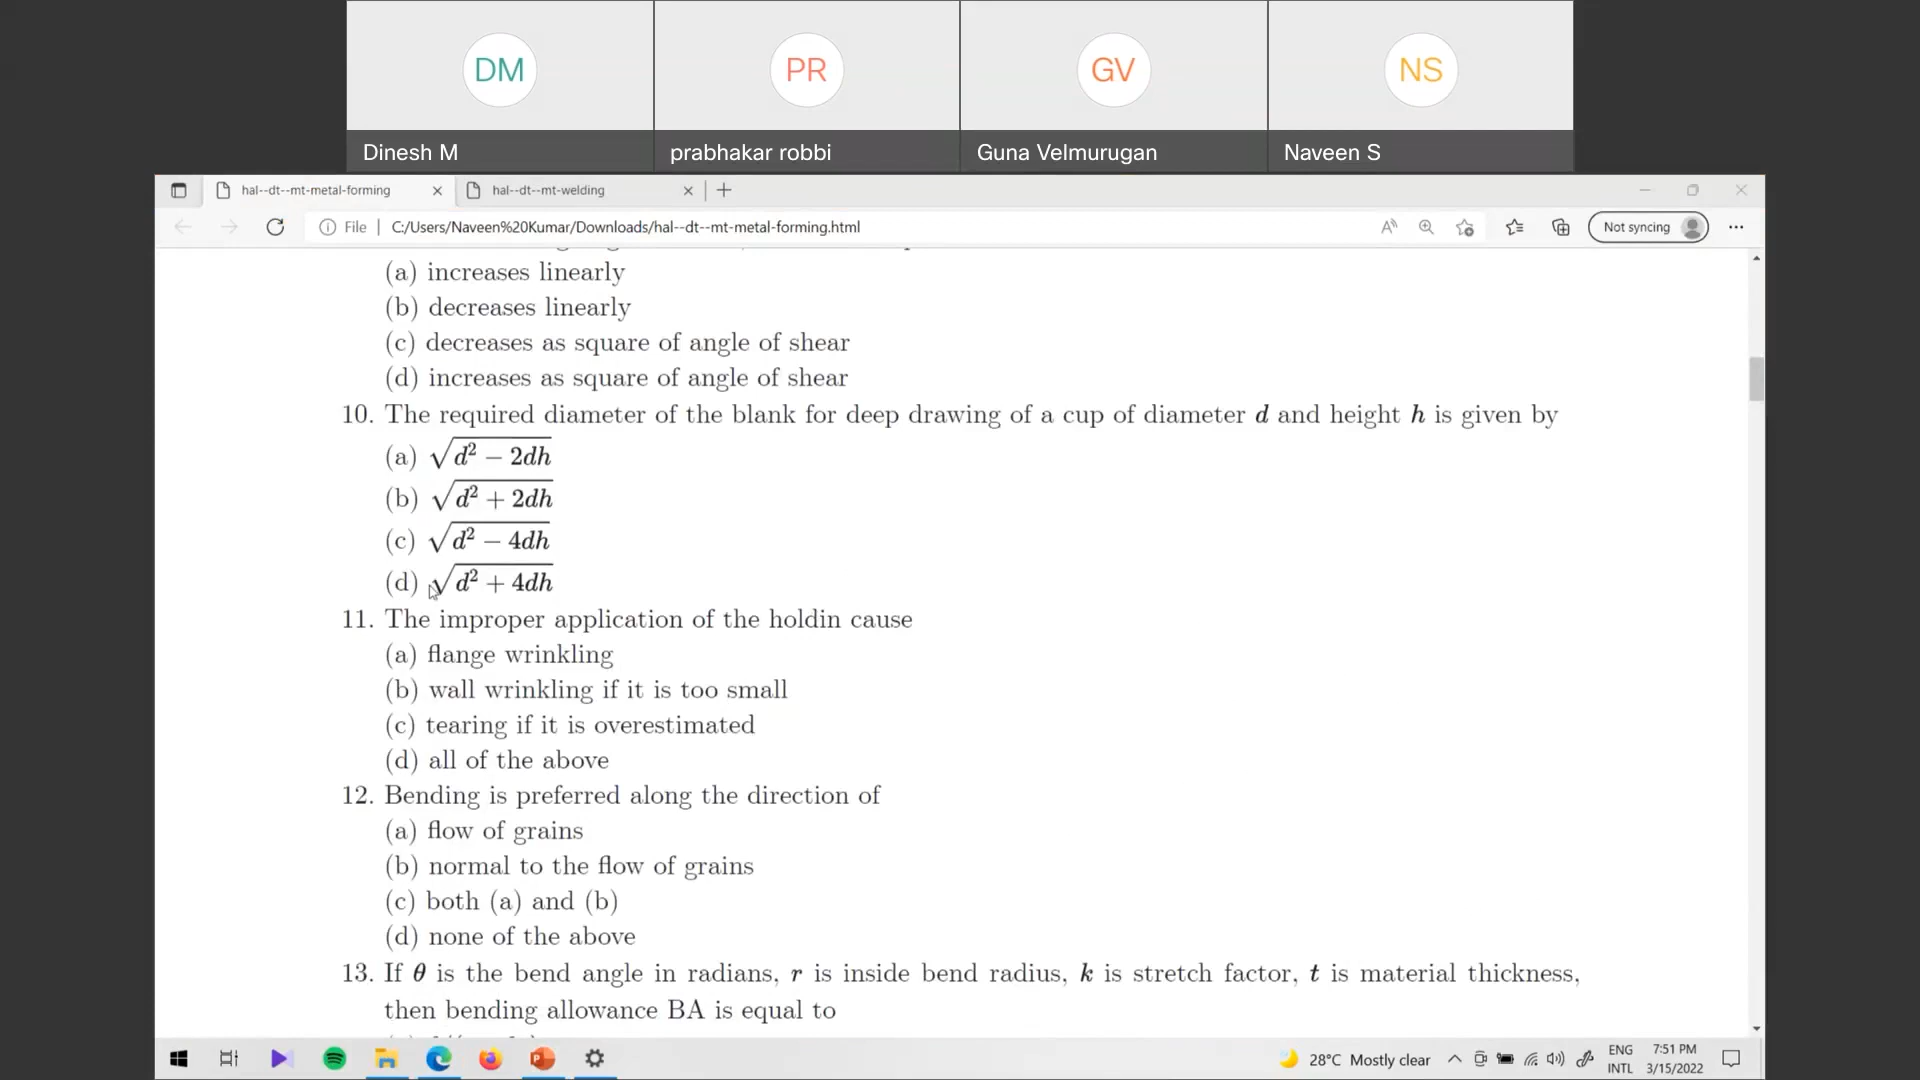 DM
PR
GV
NS
Dinesh M
prabhakar robbi
Guna Velmurugan
Naveen S
hal--dt--mt-metal-forming
hal--dt--mt-welding
File | C:/Users/Naveen%20Kumar/Downloads/hal--dt--mt-metal-forming.html
Not syncing
(a) increases linearly
(b) decreases linearly
(c) decreases as square of angle of shear
(d) increases as square of angle of shear
10. The required diameter of the blank for deep drawing of a cup of diameter d and height h is given by
(a) √d² − 2dh
(b) √d² + 2dh
(c) √d² − 4dh
(d) √d² + 4dh
11. The improper application of the holdin cause
(a) flange wrinkling
(b) wall wrinkling if it is too small
(c) tearing if it is overestimated
(d) all of the above
12. Bending is preferred along the direction of
(a) flow of grains
(b) normal to the flow of grains
(c) both (a) and (b)
(d) none of the above
13. If θ is the bend angle in radians, r is inside bend radius, k is stretch factor, t is material thickness,
then bending allowance BA is equal to
28°C Mostly clear
ENG
INTL
7:51 PM
3/15/2022